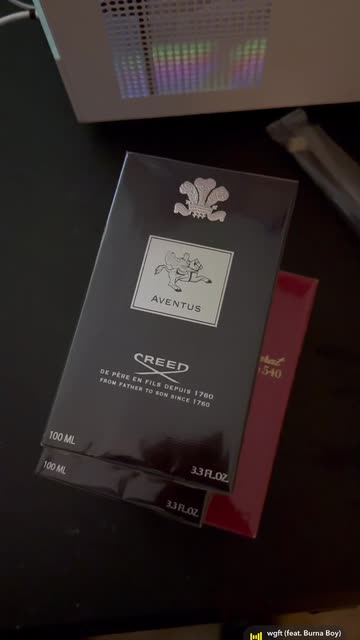 AVENTUS
CREED
DE PÈRE EN FILS DEPUIS 1760
FROM FATHER TO SON SINCE 1760
100 ML
3.3 FL.OZ.
100 ML
3.3 FL.OZ.
540
wgft (feat. Burna Boy)